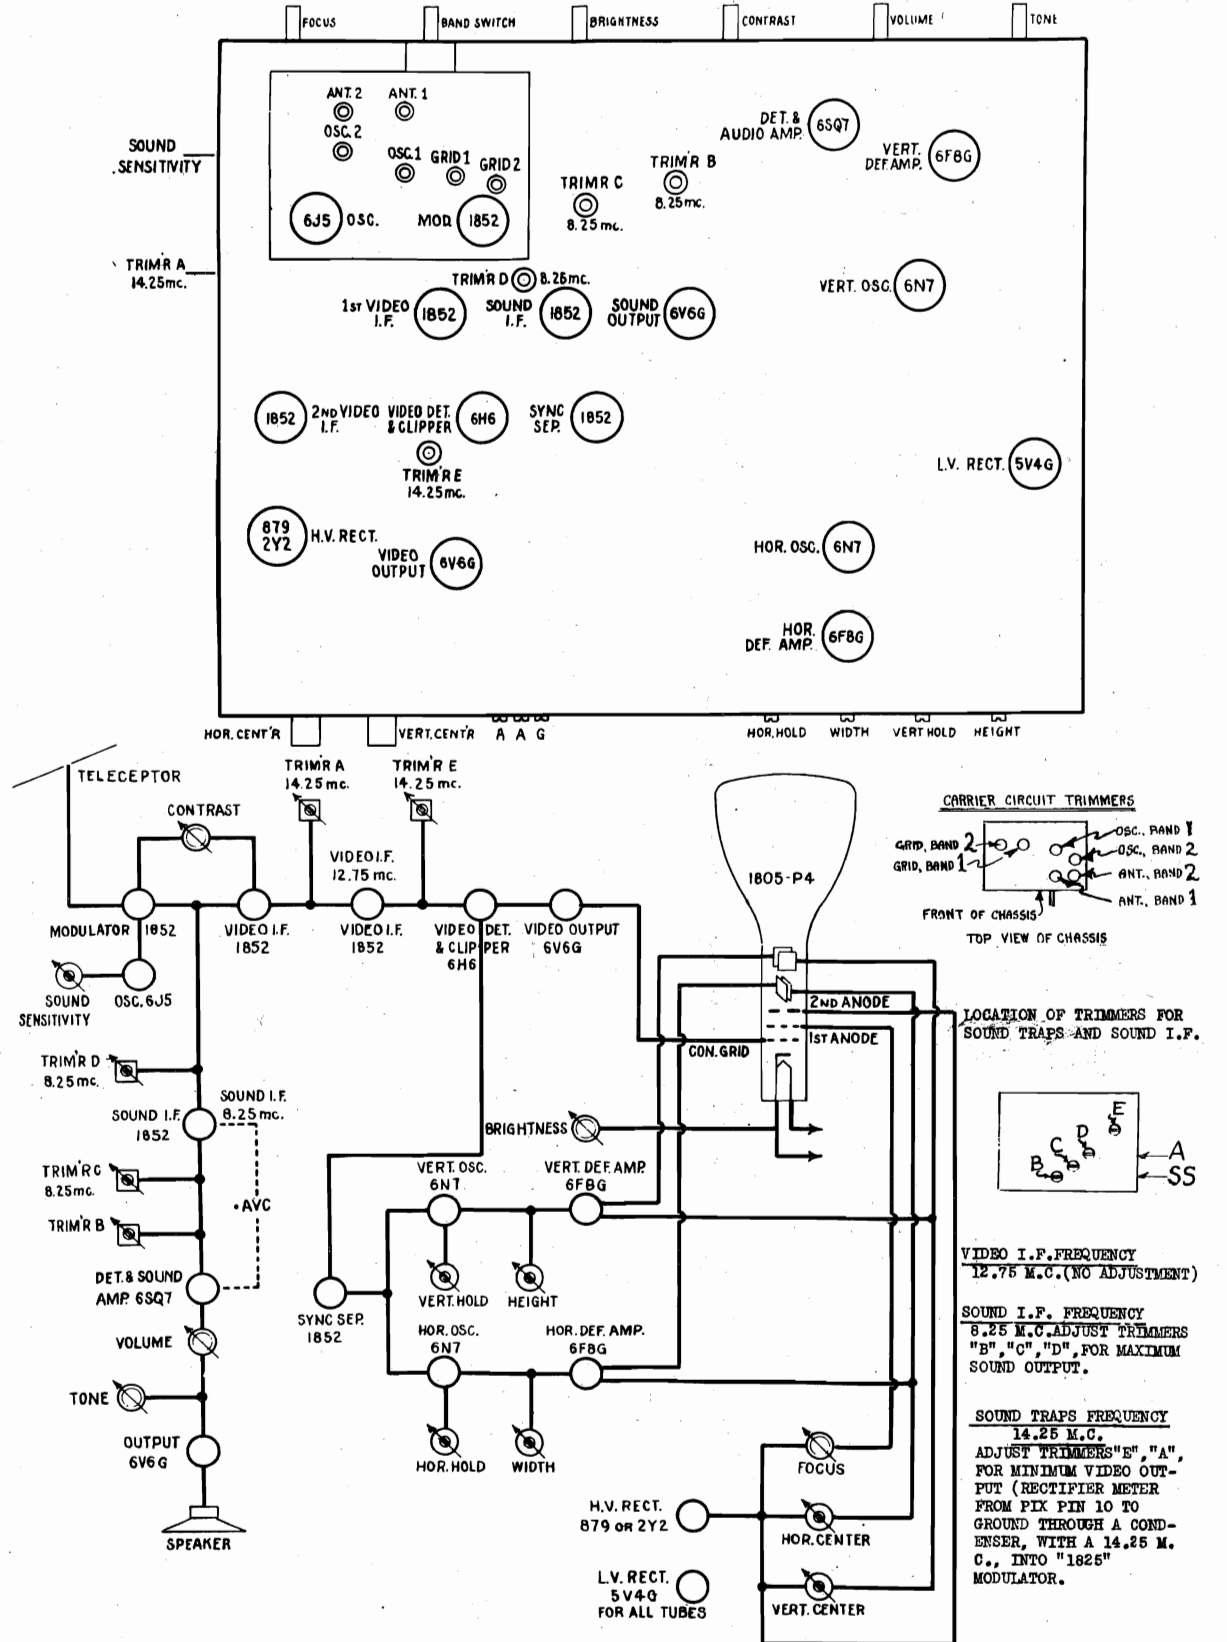 FOCUS
BAND SWITCH
BRIGHTNESS
CONTRAST
VOLUME
TONE
ANT. 2
ANT. 1
OSC. 2
OSC. 1
GRID 1
GRID 2
6J5
OSC.
MOD.
1852
SOUND
SENSITIVITY
TRIM'R A
14.25mc.
TRIMR C
8.25 mc.
TRIM'R B
8.25mc.
DET. &
AUDIO AMP.
6SQ7
VERT.
DEF. AMP.
6F8G
TRIM'R D
8.25mc.
1ST VIDEO
I.F.
1852
SOUND
I.F.
1852
SOUND
OUTPUT
6V6G
VERT. OSC.
6N7
1852
2ND VIDEO
I.F.
VIDEO DET.
& CLIPPER
6H6
SYNC
SEP.
1852
TRIM'R E
14.25mc.
L.V. RECT.
5V4G
879
2Y2
H.V. RECT.
VIDEO
OUTPUT
6V6G
HOR. OSC.
6N7
HOR.
DEF. AMP.
6F8G
HOR. CENT'R
VERT. CENT'R
A A G
HOR. HOLD
WIDTH
VERT HOLD
HEIGHT
TELECEPTOR
CONTRAST
TRIM'R A
14.25 mc.
TRIM'R E
14.25 mc.
VIDEO I.F.
12.75 mc.
MODULATOR 1852
VIDEO I.F.
1852
VIDEO I.F.
1852
VIDEO DET.
& CLIPPER
6H6
VIDEO OUTPUT
6V6G
SOUND
SENSITIVITY
OSC. 6J5
TRIM'R D
8.25 mc.
SOUND I.F.
1852
SOUND I.F.
8.25 mc.
TRIM'R C
8.25mc.
AVC
TRIM'R B
DET. & SOUND
AMP. 6SQ7
VOLUME
TONE
OUTPUT
6V6G
SPEAKER
1805-P4
2ND ANODE
1ST ANODE
CON. GRID
BRIGHTNESS
VERT. OSC.
6N7
VERT. DEF. AMP.
6F8G
VERT. HOLD
HEIGHT
SYNC SEP.
1852
HOR. OSC.
6N7
HOR. DEF. AMP.
6F8G
HOR. HOLD
WIDTH
FOCUS
H.V. RECT.
879 OR 2Y2
HOR. CENTER
L.V. RECT.
5V4G
FOR ALL TUBES
VERT. CENTER
CARRIER CIRCUIT TRIMMERS
GRID, BAND 2
GRID, BAND 1
OSC., BAND 1
OSC., BAND 2
ANT., BAND 2
ANT., BAND 1
FRONT OF CHASSIS
TOP VIEW OF CHASSIS
LOCATION OF TRIMMERS FOR
SOUND TRAPS AND SOUND I.F.
E
D
C
B
A
SS
VIDEO I.F. FREQUENCY
12.75 M.C. (NO ADJUSTMENT)
SOUND I.F. FREQUENCY
8.25 M.C. ADJUST TRIMMERS
"B", "C", "D", FOR MAXIMUM
SOUND OUTPUT.
SOUND TRAPS FREQUENCY
14.25 M.C.
ADJUST TRIMMERS "E", "A",
FOR MINIMUM VIDEO OUT-
PUT (RECTIFIER METER
FROM PIX PIN 10 TO
GROUND THROUGH A COND-
ENSER, WITH A 14.25 M.
C., INTO "1825"
MODULATOR.